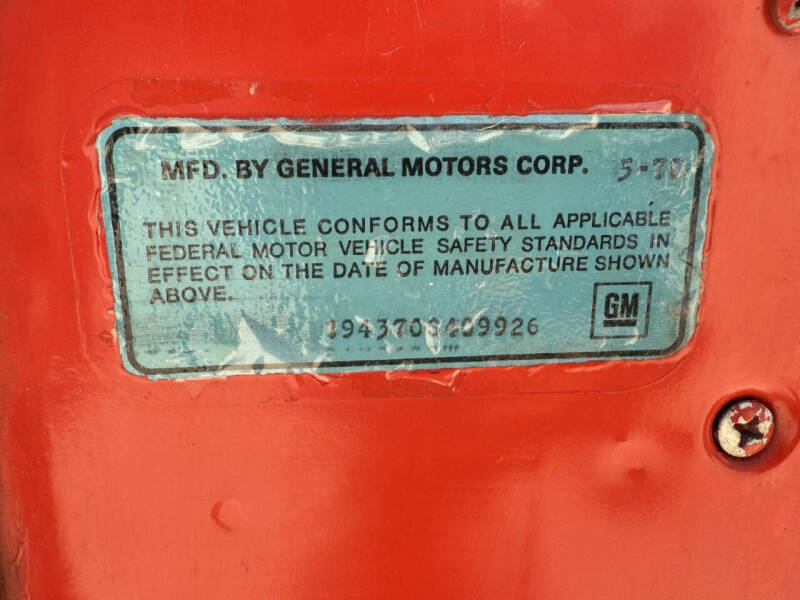 MFD. BY GENERAL MOTORS CORP. 5-70
THIS VEHICLE CONFORMS TO ALL APPLICABLE
FEDERAL MOTOR VEHICLE SAFETY STANDARDS IN
EFFECT ON THE DATE OF MANUFACTURE SHOWN
ABOVE.
GM
194370S409926